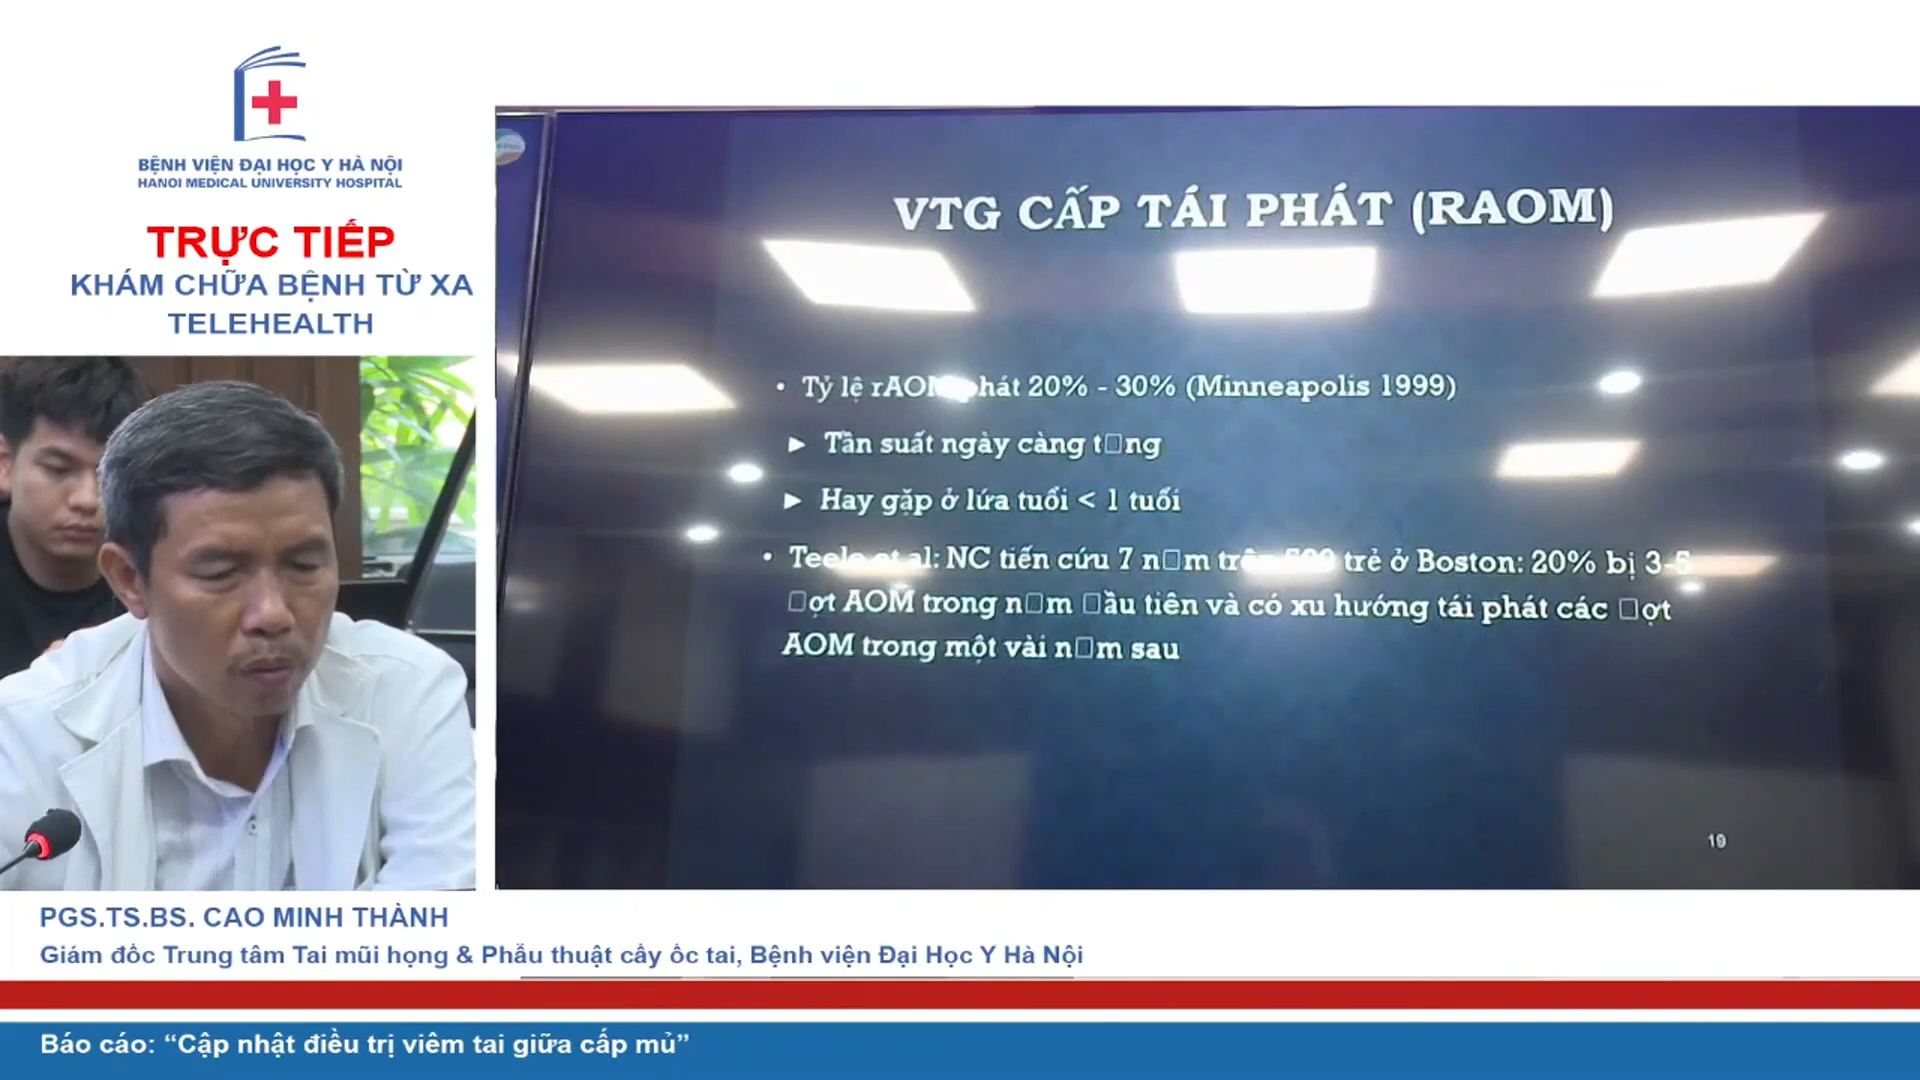 BỆNH VIỆN ĐẠI HỌC Y HÀ NỘI
HANOI MEDICAL UNIVERSITY HOSPITAL
TRỰC TIẾP
KHÁM CHỮA BỆNH TỪ XA
TELEHEALTH
VTG CẤP TÁI PHÁT (RAOM)
• Tỷ lệ rAOM phát 20% - 30% (Minneapolis 1999)
► Tần suất ngày càng t□ng
► Hay gặp ở lứa tuổi < 1 tuổi
• Teele et al: NC tiến cứu 7 n□m trên trẻ ở Boston: 20% bị 3-5
□ợt AOM trong n□m □ầu tiên và có xu hướng tái phát các □ợt
AOM trong một vài n□m sau
19
PGS.TS.BS. CAO MINH THÀNH
Giám đốc Trung tâm Tai mũi họng & Phẫu thuật cấy ốc tai, Bệnh viện Đại Học Y Hà Nội
Báo cáo: “Cập nhật điều trị viêm tai giữa cấp mủ”